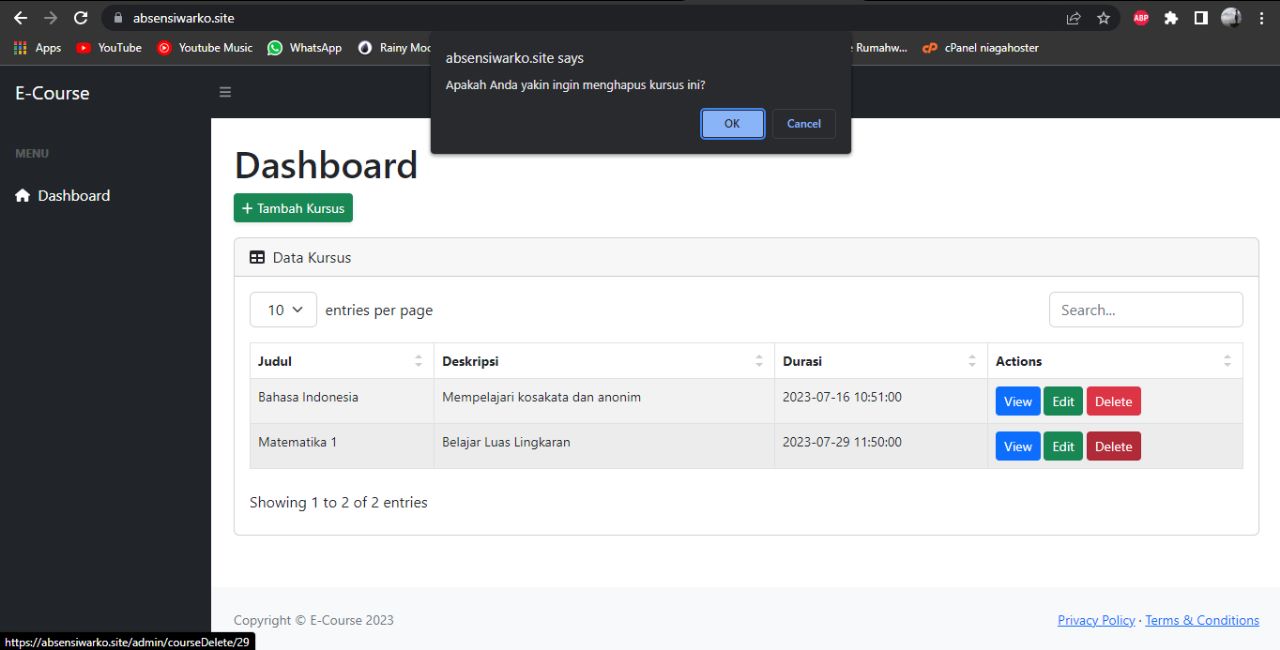 absensiwarko.site
Apps YouTube Youtube Music WhatsApp Rainy Moo Rumahw... cPanel niagahoster
absensiwarko.site says
Apakah Anda yakin ingin menghapus kursus ini?
OK Cancel
E-Course
MENU
Dashboard
Dashboard
+ Tambah Kursus
Data Kursus
10 entries per page Search...
Judul Deskripsi Durasi Actions
Bahasa Indonesia Mempelajari kosakata dan anonim 2023-07-16 10:51:00 View Edit Delete
Matematika 1 Belajar Luas Lingkaran 2023-07-29 11:50:00 View Edit Delete
Showing 1 to 2 of 2 entries
Copyright © E-Course 2023 Privacy Policy · Terms & Conditions
https://absensiwarko.site/admin/courseDelete/29
ABP